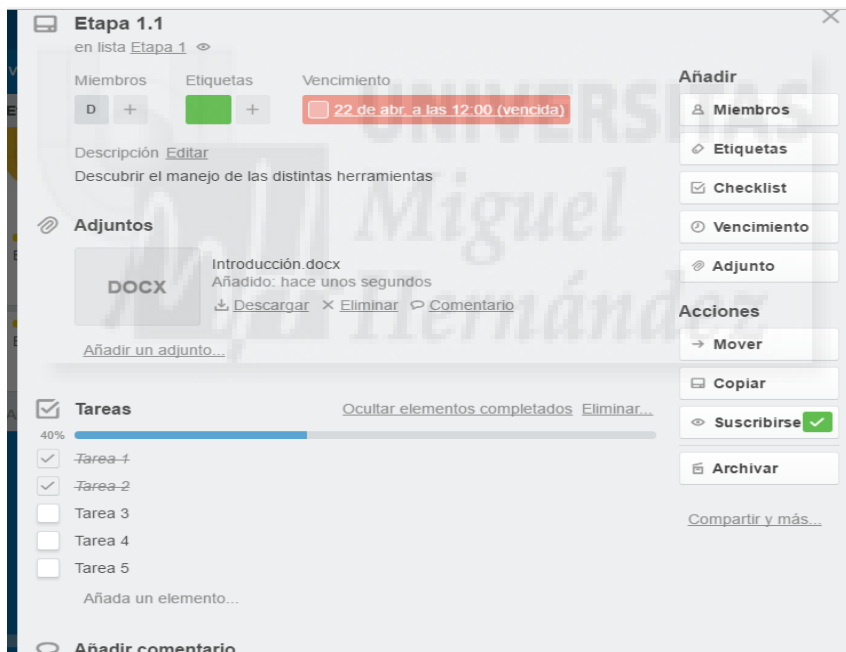 Etapa 1.1
en lista Etapa 1
Miembros Etiquetas Vencimiento
D + + 22 de abr. a las 12:00 (vencida)
Descripción Editar
Descubrir el manejo de las distintas herramientas
Adjuntos
DOCX
Introducción.docx
Añadido: hace unos segundos
Descargar Eliminar Comentario
Añadir un adjunto...
Tareas Ocultar elementos completados Eliminar...
40%
Tarea 1
Tarea 2
Tarea 3
Tarea 4
Tarea 5
Añada un elemento...
Añadir comentario
Añadir
Miembros
Etiquetas
Checklist
Vencimiento
Adjunto
Acciones
Mover
Copiar
Suscribirse
Archivar
Compartir y más...
UNIVERSITAS
Miguel
Hernández